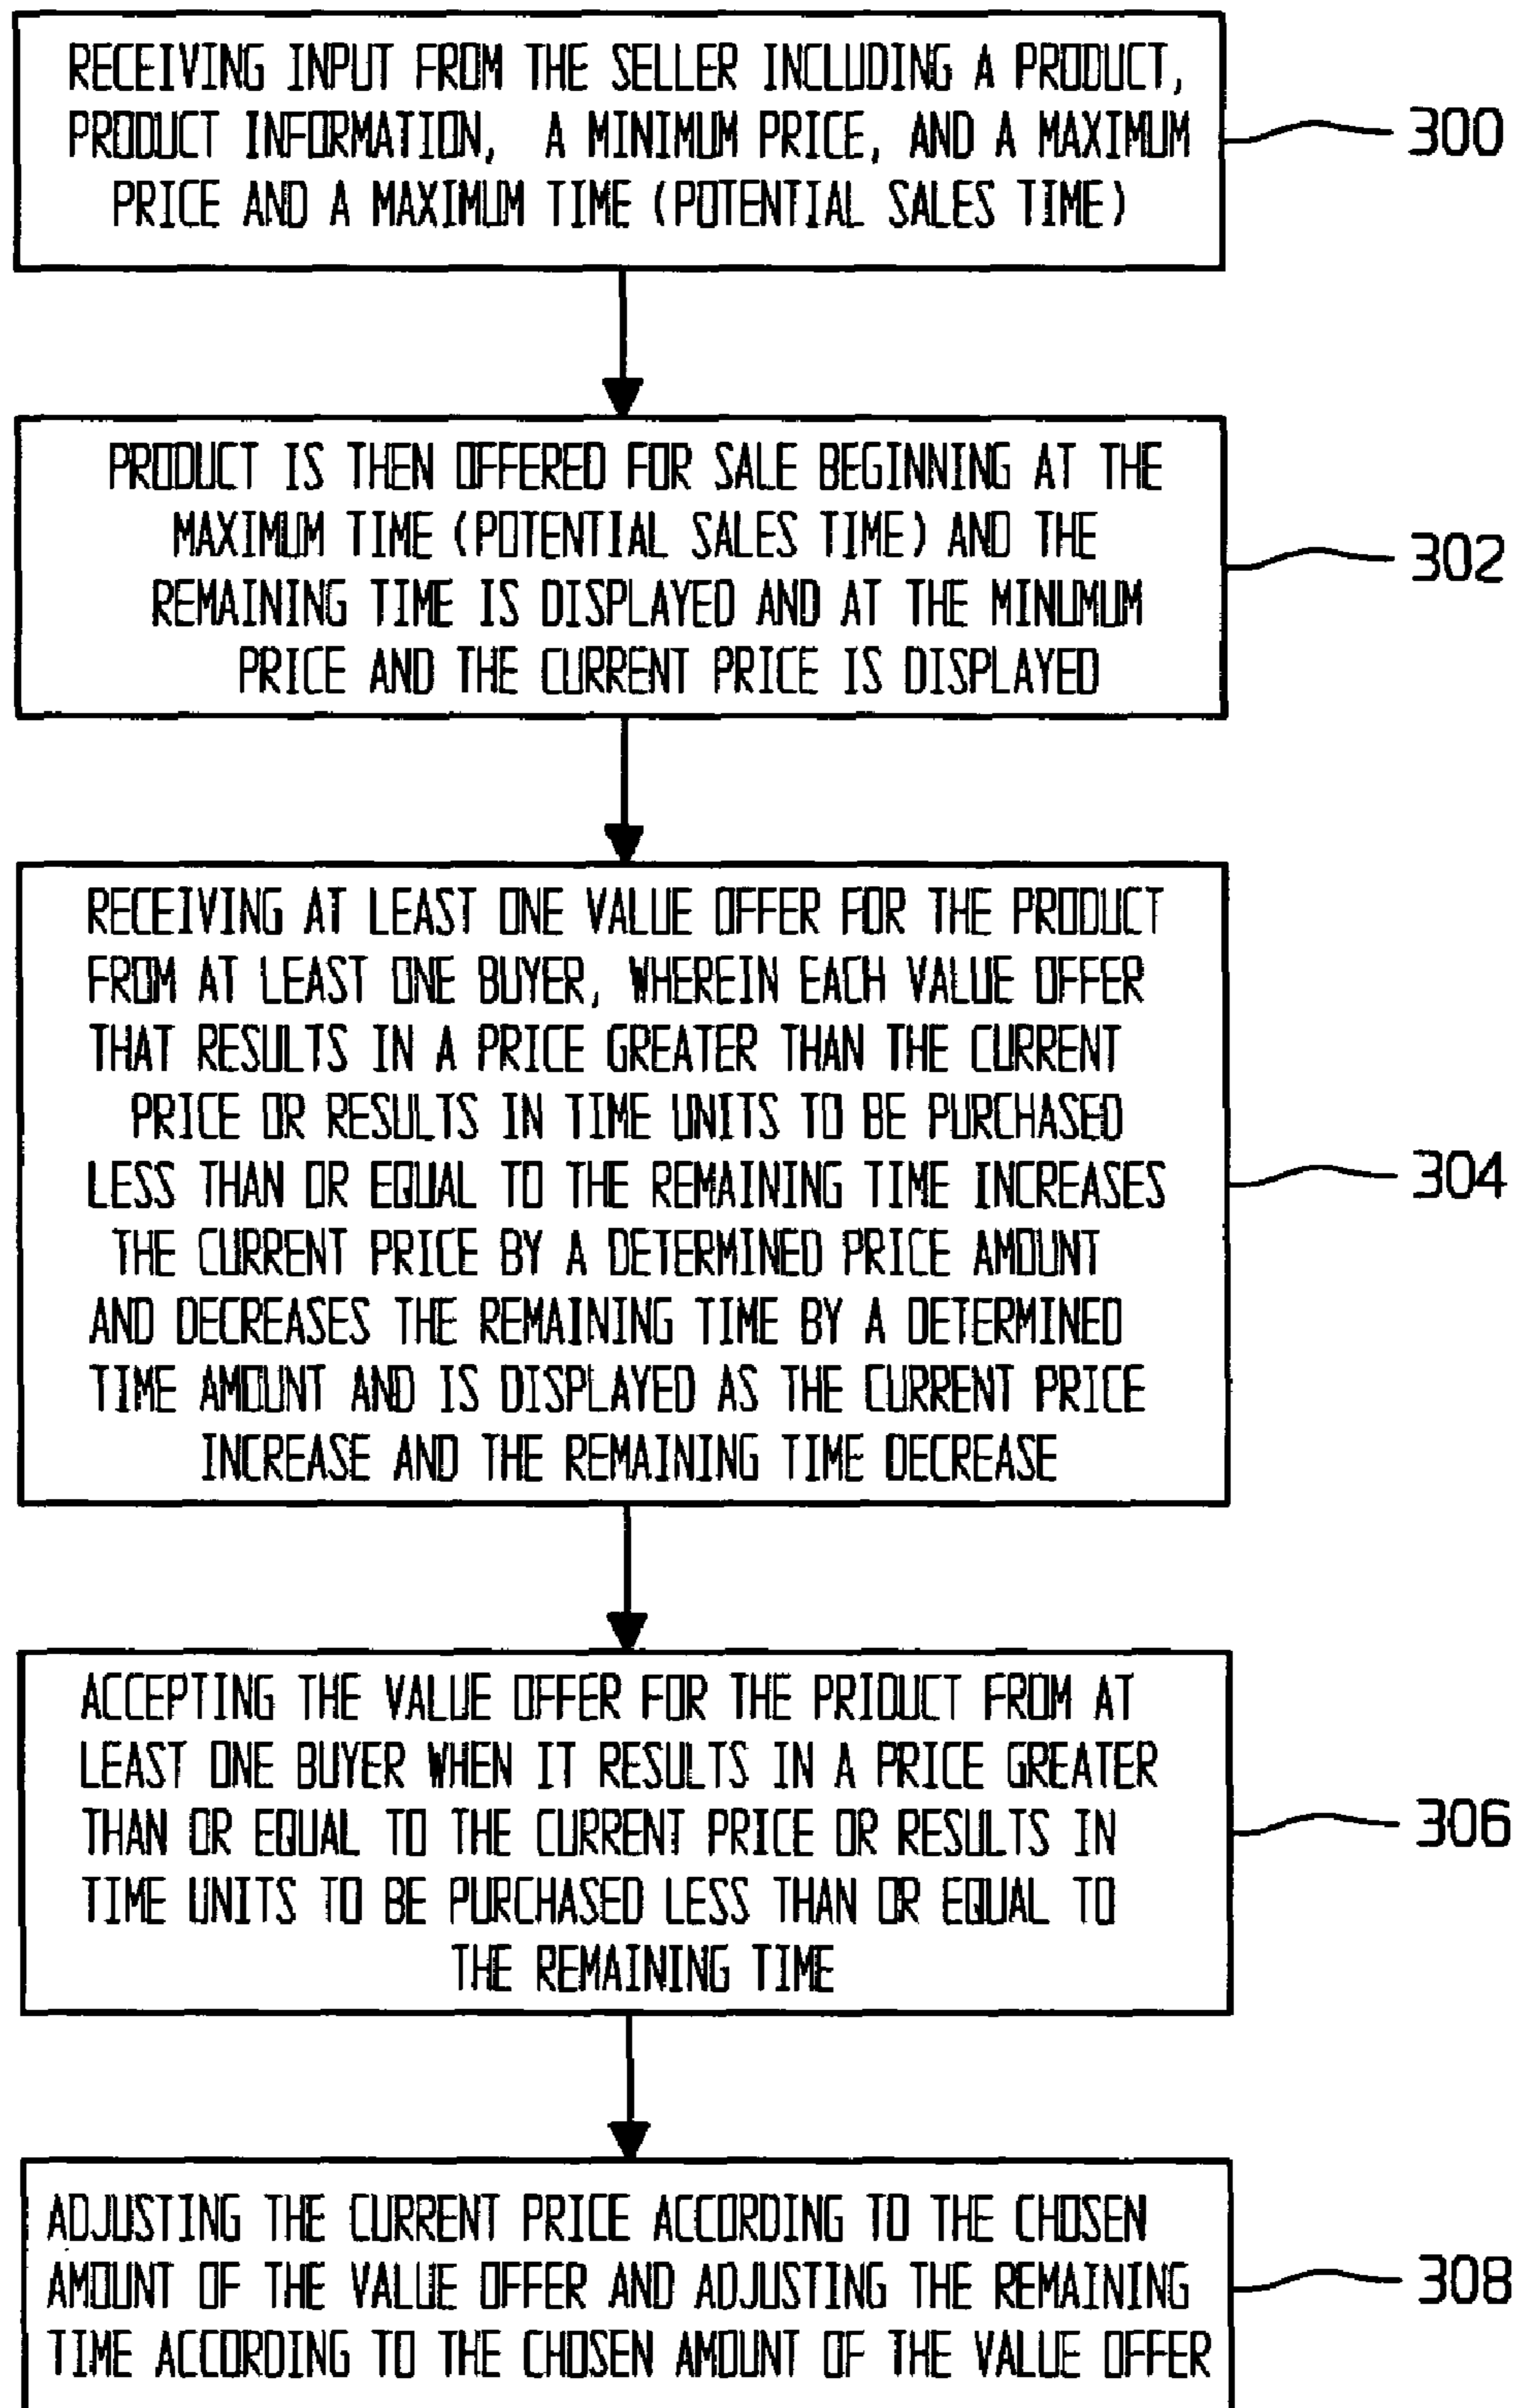 RECEIVING INPUT FROM THE SELLER INCLUDING A PRODUCT,
PRODUCT INFORMATION, A MINIMUM PRICE, AND A MAXIMUM
PRICE AND A MAXIMUM TIME (POTENTIAL SALES TIME)
300
PRODUCT IS THEN OFFERED FOR SALE BEGINNING AT THE
MAXIMUM TIME (POTENTIAL SALES TIME) AND THE
REMAINING TIME IS DISPLAYED AND AT THE MINUMUM
PRICE AND THE CURRENT PRICE IS DISPLAYED
302
RECEIVING AT LEAST ONE VALUE OFFER FOR THE PRODUCT
FROM AT LEAST ONE BUYER, WHEREIN EACH VALUE OFFER
THAT RESULTS IN A PRICE GREATER THAN THE CURRENT
PRICE OR RESULTS IN TIME UNITS TO BE PURCHASED
LESS THAN OR EQUAL TO THE REMAINING TIME INCREASES
THE CURRENT PRICE BY A DETERMINED PRICE AMOUNT
AND DECREASES THE REMAINING TIME BY A DETERMINED
TIME AMOUNT AND IS DISPLAYED AS THE CURRENT PRICE
INCREASE AND THE REMAINING TIME DECREASE
304
ACCEPTING THE VALUE OFFER FOR THE PRIDUCT FROM AT
LEAST ONE BUYER WHEN IT RESULTS IN A PRICE GREATER
THAN OR EQUAL TO THE CURRENT PRICE OR RESULTS IN
TIME UNITS TO BE PURCHASED LESS THAN OR EQUAL TO
THE REMAINING TIME
306
ADJUSTING THE CURRENT PRICE ACCORDING TO THE CHOSEN
AMOUNT OF THE VALUE OFFER AND ADJUSTING THE REMAINING
TIME ACCORDING TO THE CHOSEN AMOUNT OF THE VALUE OFFER
308